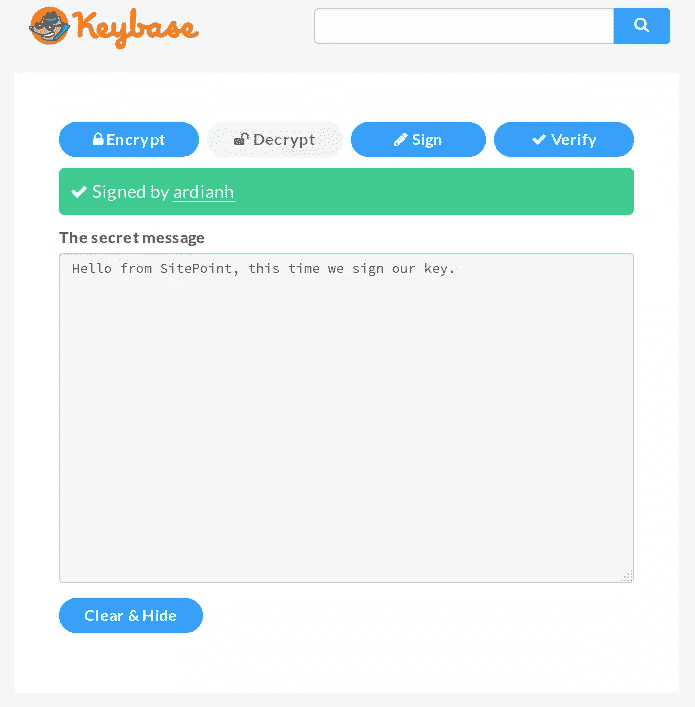 Keybase
Encrypt
Decrypt
Sign
Verify
Signed by ardianh
The secret message
Hello from SitePoint, this time we sign our key.
Clear & Hide